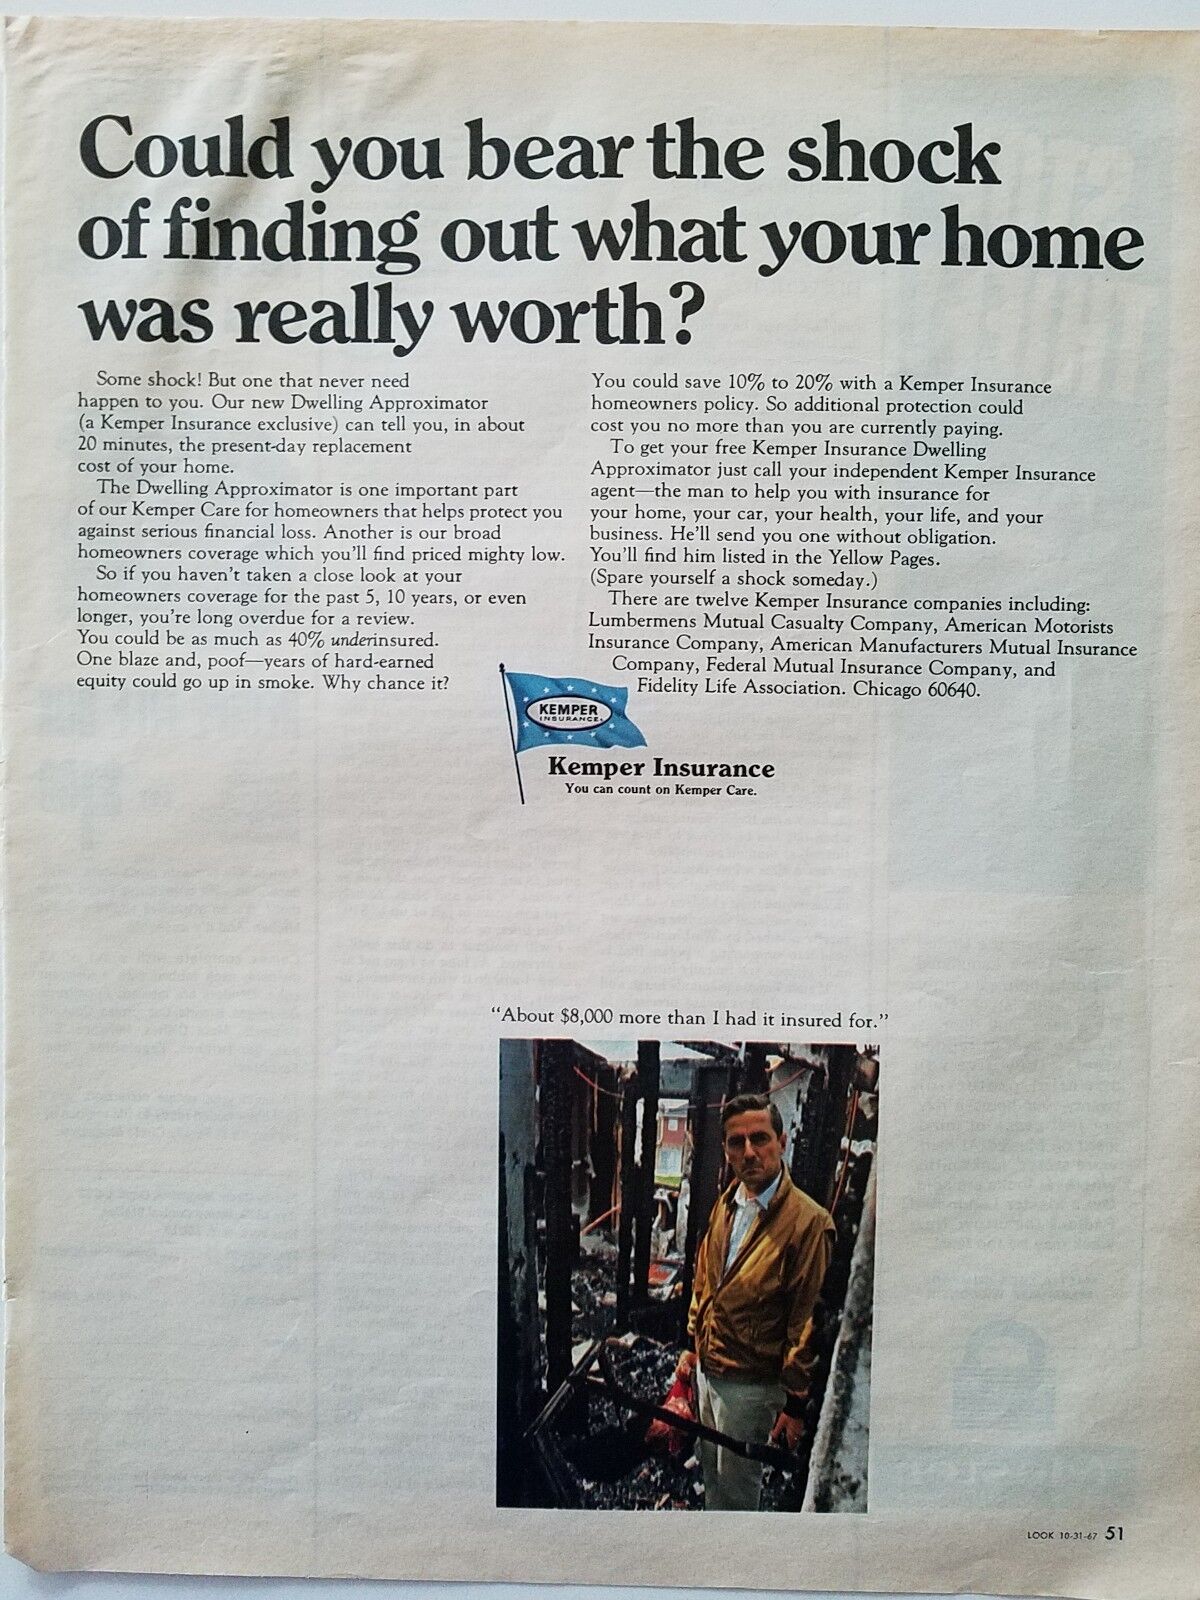 Could you bear the shock
of finding out what your home
was really worth?
Some shock! But one that never need
happen to you. Our new Dwelling Approximator
(a Kemper Insurance exclusive) can tell you, in about
20 minutes, the present-day replacement
cost of your home.
The Dwelling Approximator is one important part
of our Kemper Care for homeowners that helps protect you
against serious financial loss. Another is our broad
homeowners coverage which you'll find priced mighty low.
So if you haven't taken a close look at your
homeowners coverage for the past 5, 10 years, or even
longer, you're long overdue for a review.
You could be as much as 40% underinsured.
One blaze and, poof—years of hard-earned
equity could go up in smoke. Why chance it?
You could save 10% to 20% with a Kemper Insurance
homeowners policy. So additional protection could
cost you no more than you are currently paying.
To get your free Kemper Insurance Dwelling
Approximator just call your independent Kemper Insurance
agent—the man to help you with insurance for
your home, your car, your health, your life, and your
business. He'll send you one without obligation.
You'll find him listed in the Yellow Pages.
(Spare yourself a shock someday.)
There are twelve Kemper Insurance companies including:
Lumbermens Mutual Casualty Company, American Motorists
Insurance Company, American Manufacturers Mutual Insurance
Company, Federal Mutual Insurance Company, and
Fidelity Life Association. Chicago 60640.
KEMPER
INSURANCE
Kemper Insurance
You can count on Kemper Care.
"About $8,000 more than I had it insured for."
LOOK 10-31-67 51